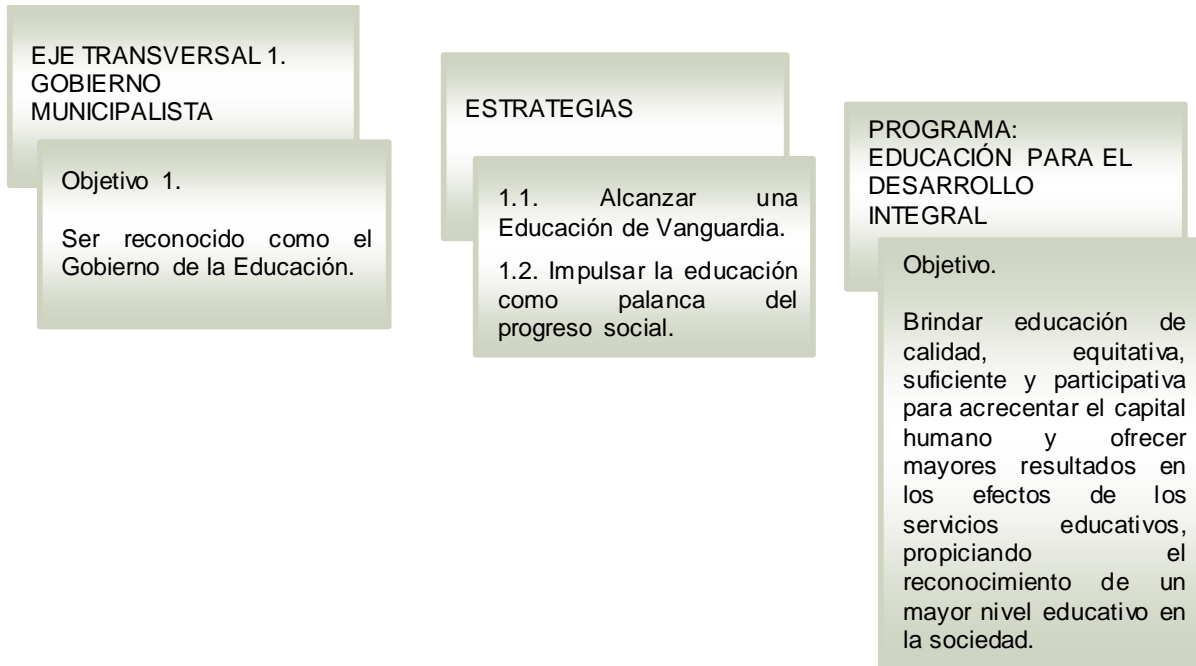 EJE TRANSVERSAL 1.
GOBIERNO
MUNICIPALISTA
Objetivo 1.
Ser reconocido como el
Gobierno de la Educación.
ESTRATEGIAS
1.1. Alcanzar una
Educación de Vanguardia.
1.2. Impulsar la educación
como palanca del
progreso social.
PROGRAMA:
EDUCACIÓN PARA EL
DESARROLLO
INTEGRAL
Objetivo.
Brindar educación de
calidad, equitativa,
suficiente y participativa
para acrecentar el capital
humano y ofrecer
mayores resultados en
los efectos de los
servicios educativos,
propiciando el
reconocimiento de un
mayor nivel educativo en
la sociedad.